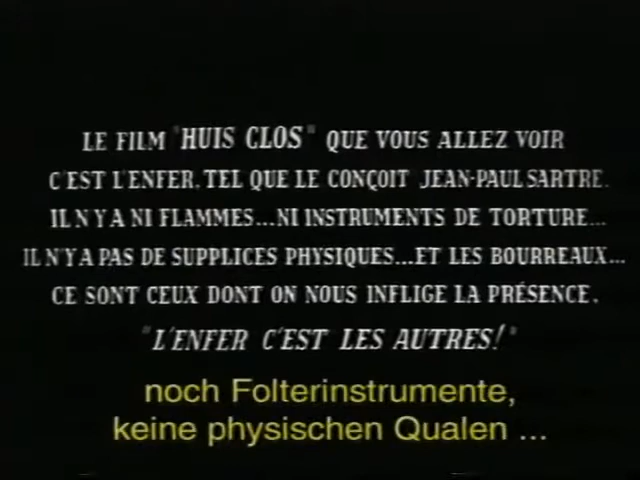 LE FILM "HUIS CLOS" QUE VOUS ALLEZ VOIR
C'EST L'ENFER, TEL QUE LE CONÇOIT JEAN-PAUL SARTRE.
IL N'Y A NI FLAMMES...NI INSTRUMENTS DE TORTURE...
IL N'Y A PAS DE SUPPLICES PHYSIQUES...ET LES BOURREAUX...
CE SONT CEUX DONT ON NOUS INFLIGE LA PRÉSENCE.
"L'ENFER C'EST LES AUTRES!"
noch Folterinstrumente,
keine physischen Qualen ...